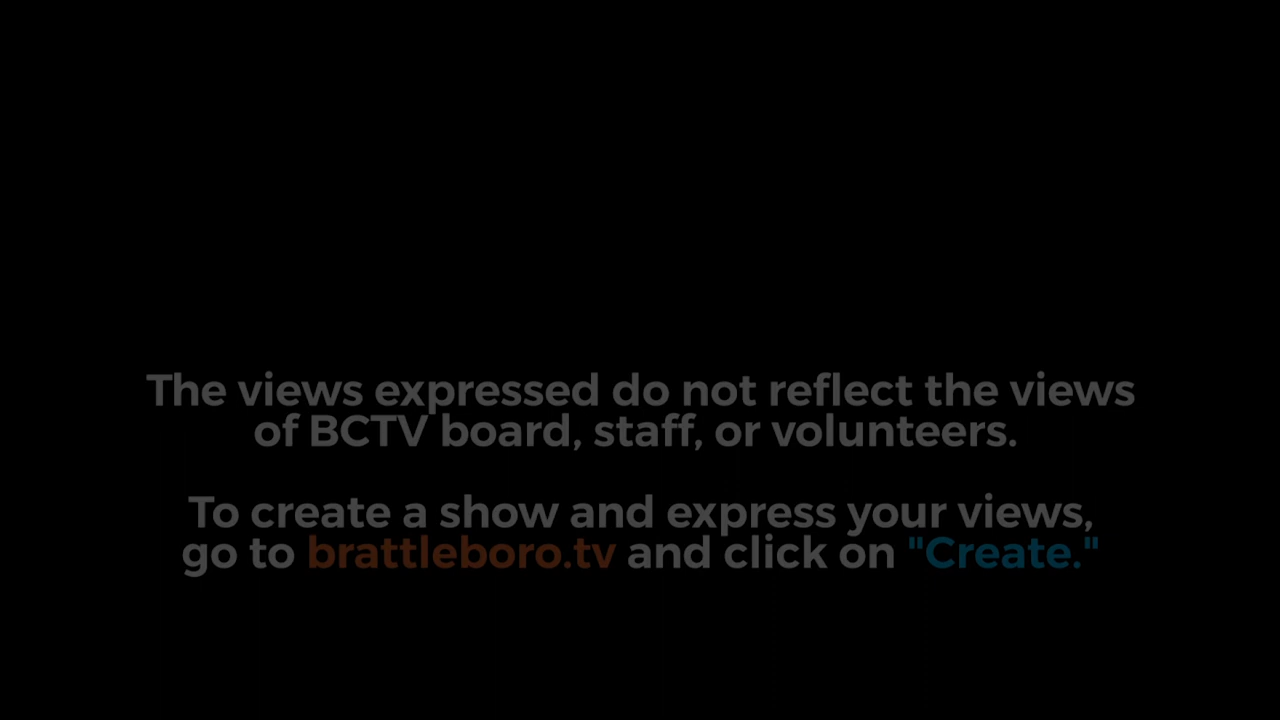 The views expressed do not reflect the views
of BCTV board, staff, or volunteers.
To create a show and express your views,
go to brattleboro.tv and click on "Create."